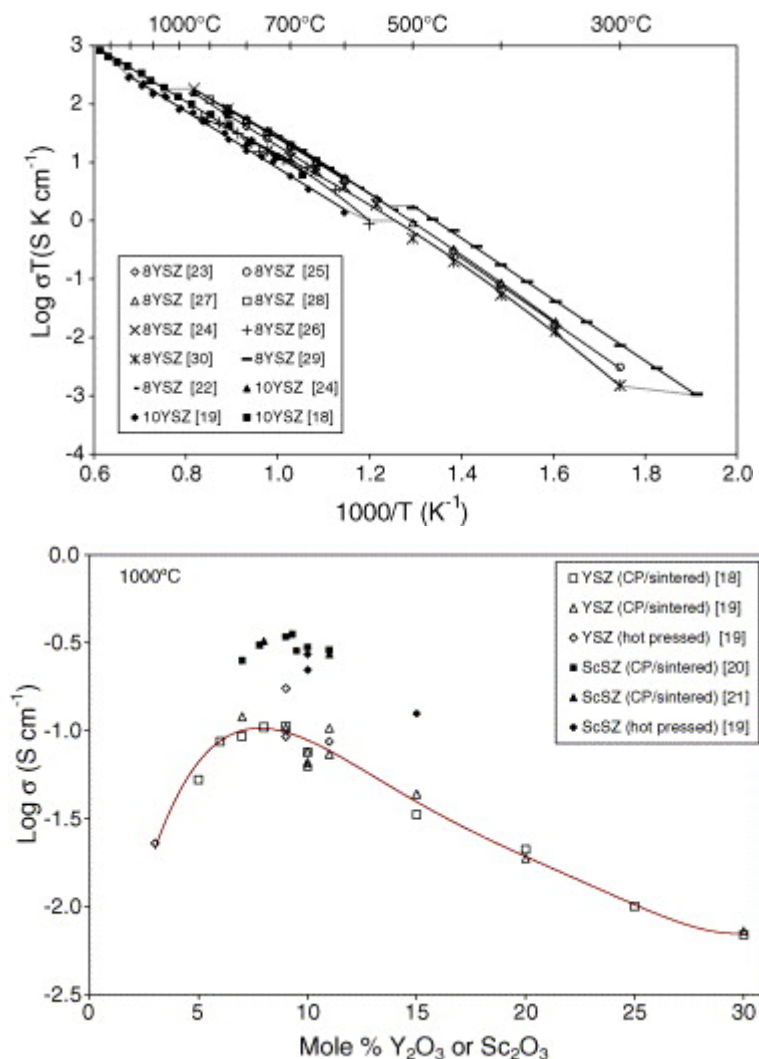 1000°C 700°C 500°C 300°C
3
2
1
0
-1
-2
-3
-4
Log σT(S K cm⁻¹)
8YSZ [23] 8YSZ [25]
8YSZ [27] 8YSZ [28]
8YSZ [24] 8YSZ [26]
8YSZ [30] 8YSZ [29]
8YSZ [22] 10YSZ [24]
10YSZ [19] 10YSZ [18]
0.6 0.8 1.0 1.2 1.4 1.6 1.8 2.0
1000/T (K⁻¹)
0.0
-0.5
-1.0
-1.5
-2.0
-2.5
Log σ (S cm⁻¹)
1000°C
YSZ (CP/sintered) [18]
YSZ (CP/sintered) [19]
YSZ (hot pressed) [19]
ScSZ (CP/sintered) [20]
ScSZ (CP/sintered) [21]
ScSZ (hot pressed) [19]
0 5 10 15 20 25 30
Mole % Y₂O₃ or Sc₂O₃